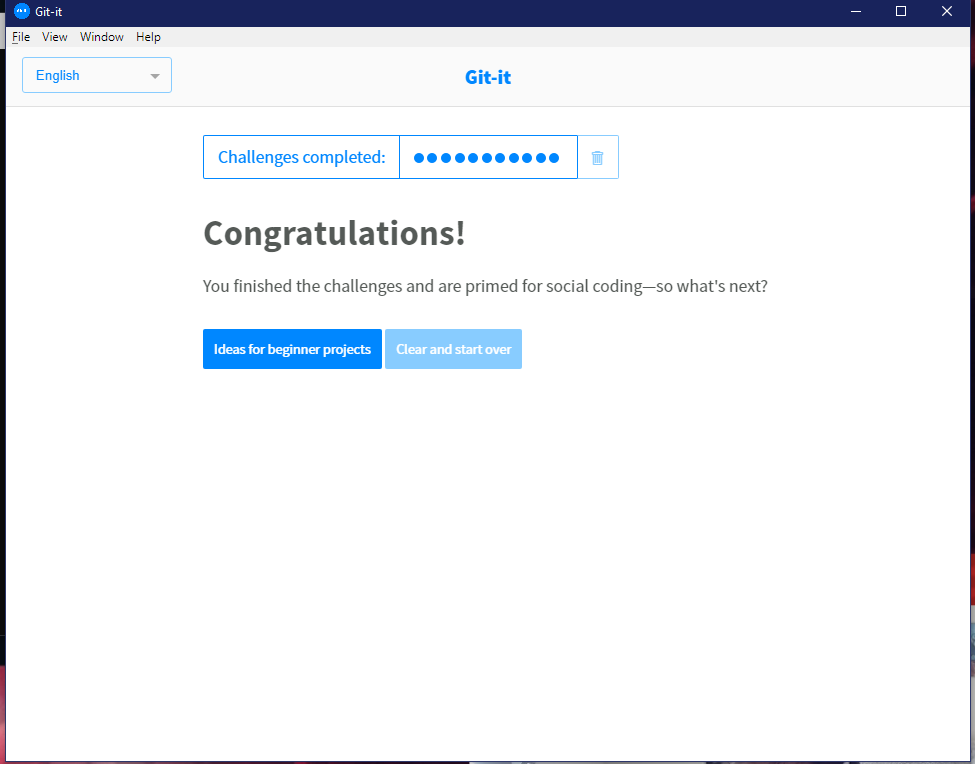 Git-it
File View Window Help
English
Git-it
Challenges completed:
Congratulations!
You finished the challenges and are primed for social coding—so what's next?
Ideas for beginner projects Clear and start over